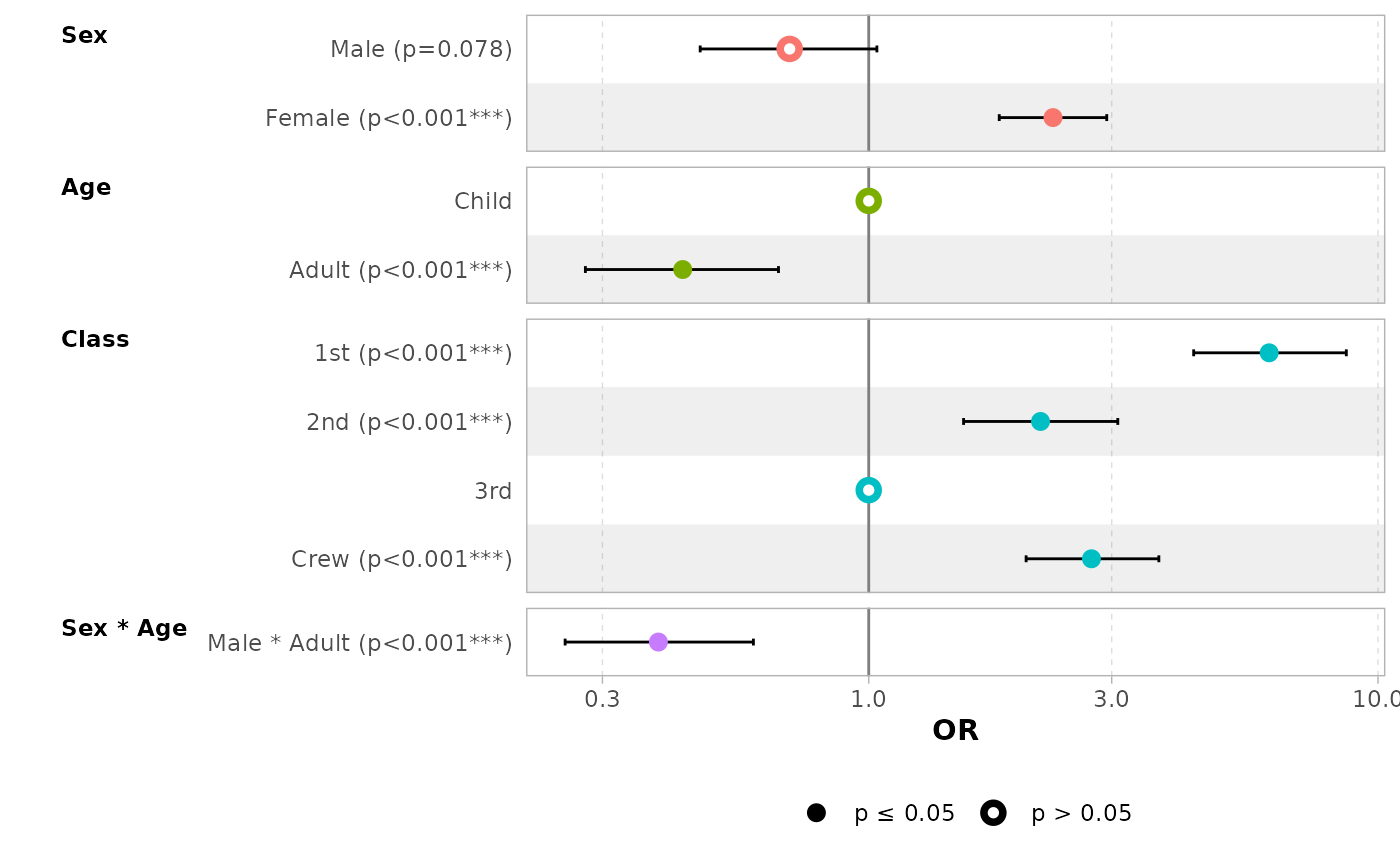 Sex
Male (p=0.078)
Female (p<0.001***)
Age
Child
Adult (p<0.001***)
Class
1st (p<0.001***)
2nd (p<0.001***)
3rd
Crew (p<0.001***)
Sex * Age
Male * Adult (p<0.001***)
0.3 1.0 3.0 10.0
OR
p ≤ 0.05 p > 0.05